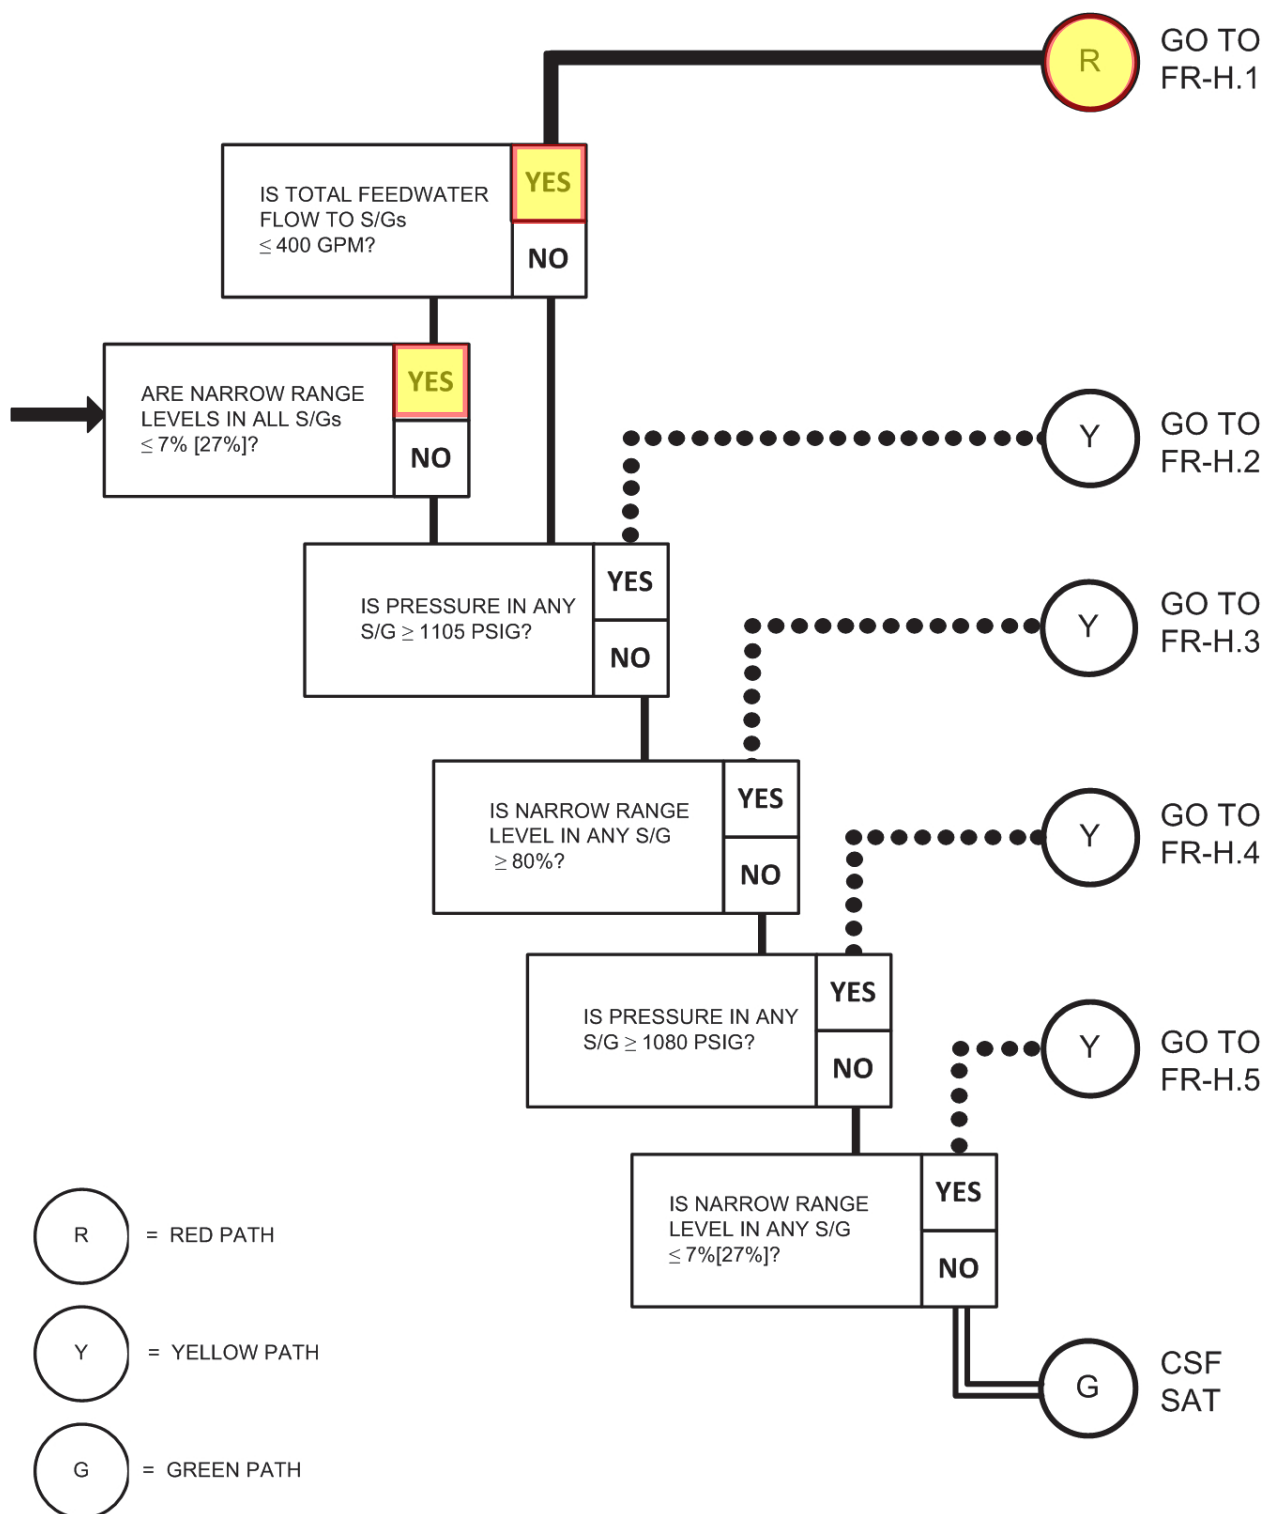 R
GO TO
FR-H.1
IS TOTAL FEEDWATER
FLOW TO S/Gs
≤ 400 GPM?
YES
NO
ARE NARROW RANGE
LEVELS IN ALL S/Gs
≤ 7% [27%]?
YES
NO
Y
GO TO
FR-H.2
IS PRESSURE IN ANY
S/G ≥ 1105 PSIG?
YES
NO
Y
GO TO
FR-H.3
IS NARROW RANGE
LEVEL IN ANY S/G
≥ 80%?
YES
NO
Y
GO TO
FR-H.4
IS PRESSURE IN ANY
S/G ≥ 1080 PSIG?
YES
NO
Y
GO TO
FR-H.5
IS NARROW RANGE
LEVEL IN ANY S/G
≤ 7%[27%]?
YES
NO
G
CSF
SAT
R = RED PATH
Y = YELLOW PATH
G = GREEN PATH